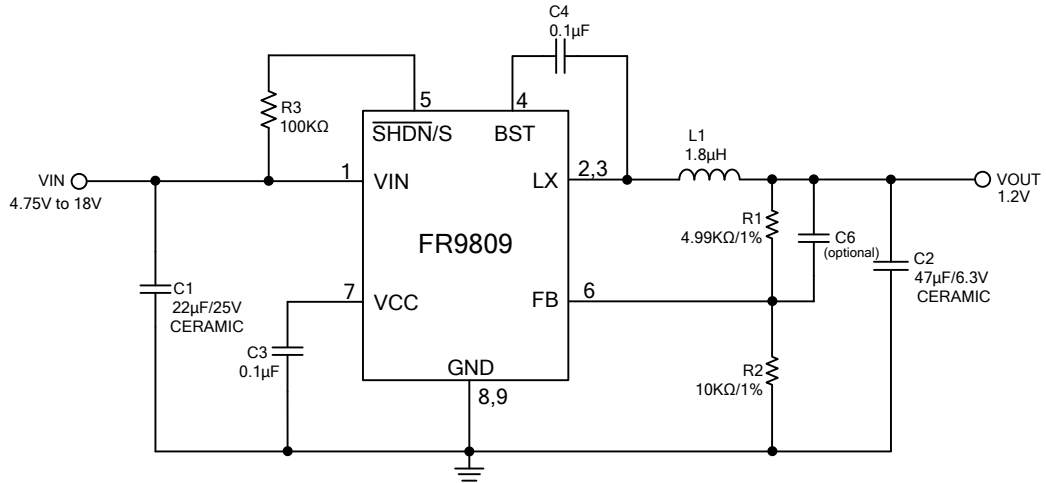 C4
0.1µF
R3
100KΩ
5
4
SHDN/S
BST
L1
1.8µH
VIN
4.75V to 18V
1
VIN
LX
2,3
VOUT
1.2V
FR9809
R1
4.99KΩ/1%
C6
(optional)
C2
47µF/6.3V
CERAMIC
C1
22µF/25V
CERAMIC
7
VCC
FB
6
C3
0.1µF
GND
8,9
R2
10KΩ/1%